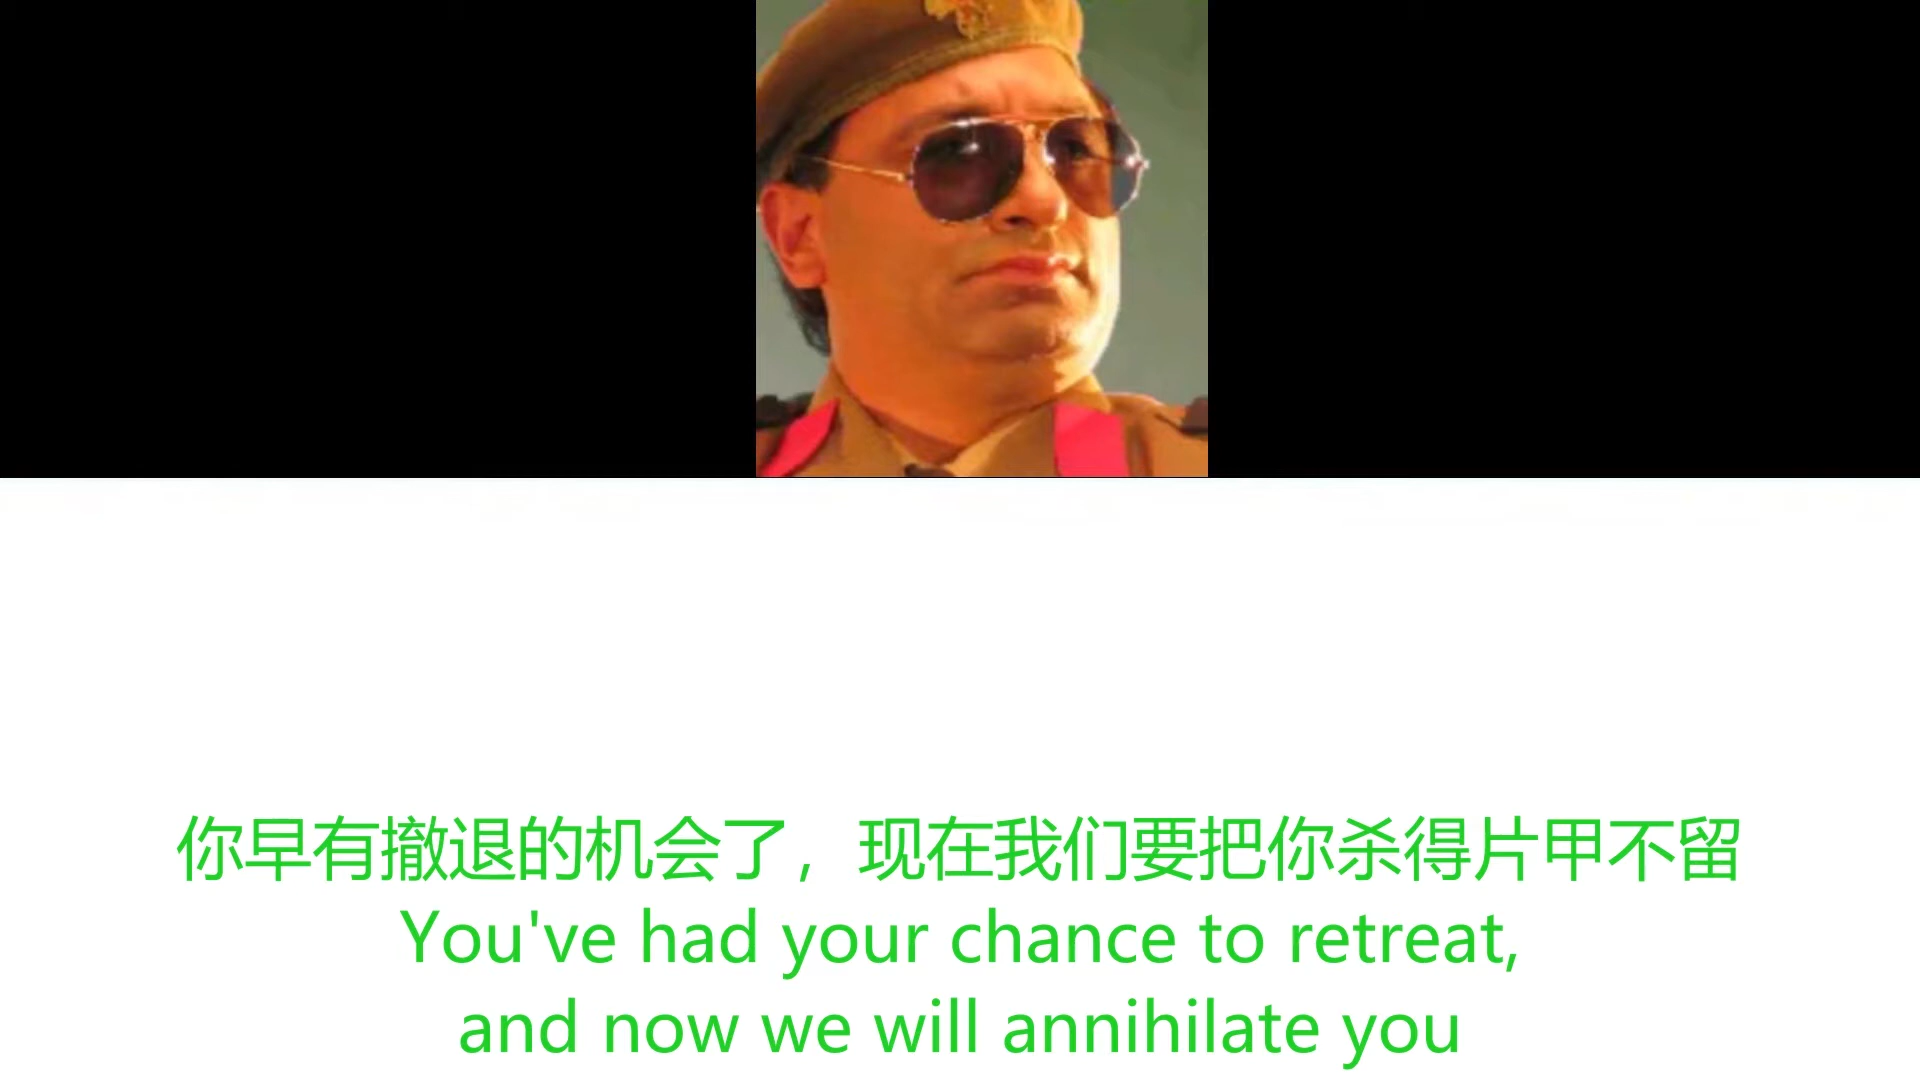 你早有撤退的机会了，现在我们要把你杀得片甲不留
You've had your chance to retreat,
and now we will annihilate you